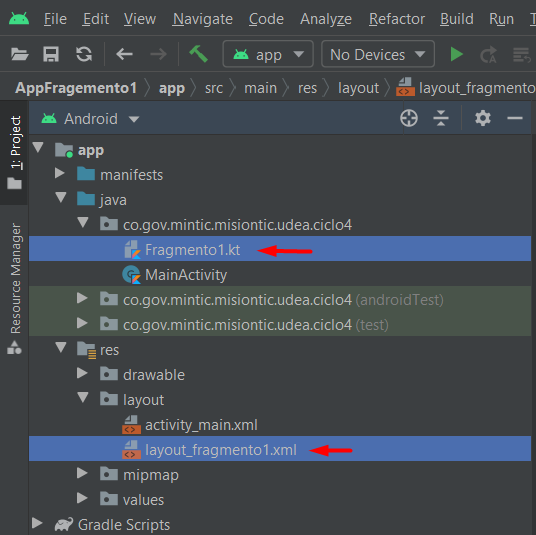 File Edit View Navigate Code Analyze Refactor Build Run T
app No Devices
AppFragemento1 app src main res layout layout_fragmento
1: Project
Resource Manager
Android
app
manifests
java
co.gov.mintic.misiontic.udea.ciclo4
Fragmento1.kt
MainActivity
co.gov.mintic.misiontic.udea.ciclo4 (androidTest)
co.gov.mintic.misiontic.udea.ciclo4 (test)
res
drawable
layout
activity_main.xml
layout_fragmento1.xml
mipmap
values
Gradle Scripts